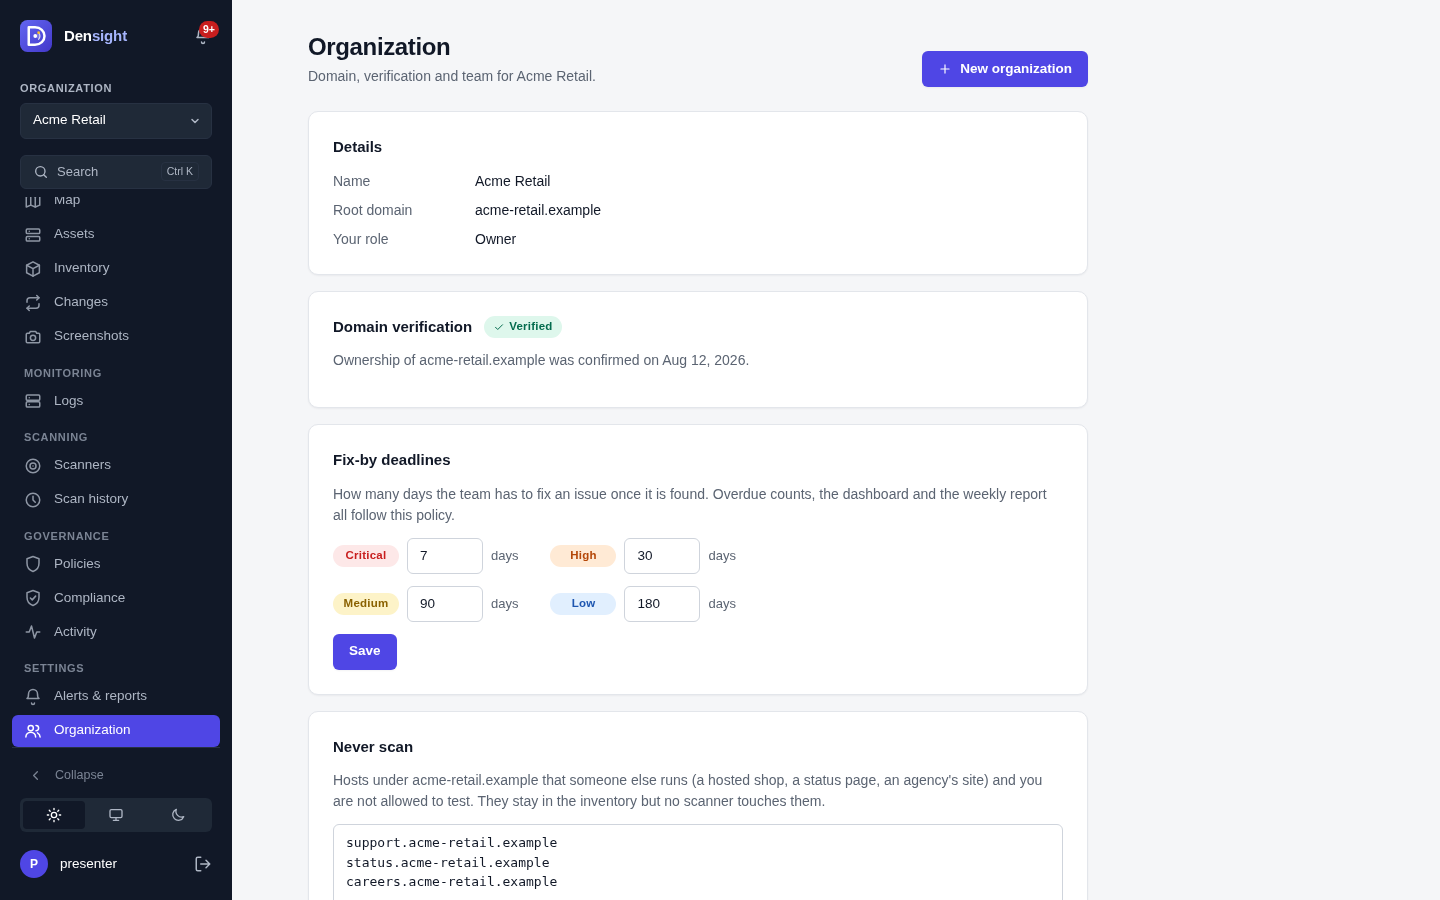 Densight
9+
ORGANIZATION
Acme Retail
Search
Ctrl K
Map
Assets
Inventory
Changes
Screenshots
MONITORING
Logs
SCANNING
Scanners
Scan history
GOVERNANCE
Policies
Compliance
Activity
SETTINGS
Alerts & reports
Organization
Collapse
P
presenter
Organization
Domain, verification and team for Acme Retail.
New organization
Details
Name Acme Retail
Root domain acme-retail.example
Your role Owner
Domain verification Verified
Ownership of acme-retail.example was confirmed on Aug 12, 2026.
Fix-by deadlines
How many days the team has to fix an issue once it is found. Overdue counts, the dashboard and the weekly report
all follow this policy.
Critical 7 days High 30 days
Medium 90 days Low 180 days
Save
Never scan
Hosts under acme-retail.example that someone else runs (a hosted shop, a status page, an agency's site) and you
are not allowed to test. They stay in the inventory but no scanner touches them.
support.acme-retail.example
status.acme-retail.example
careers.acme-retail.example